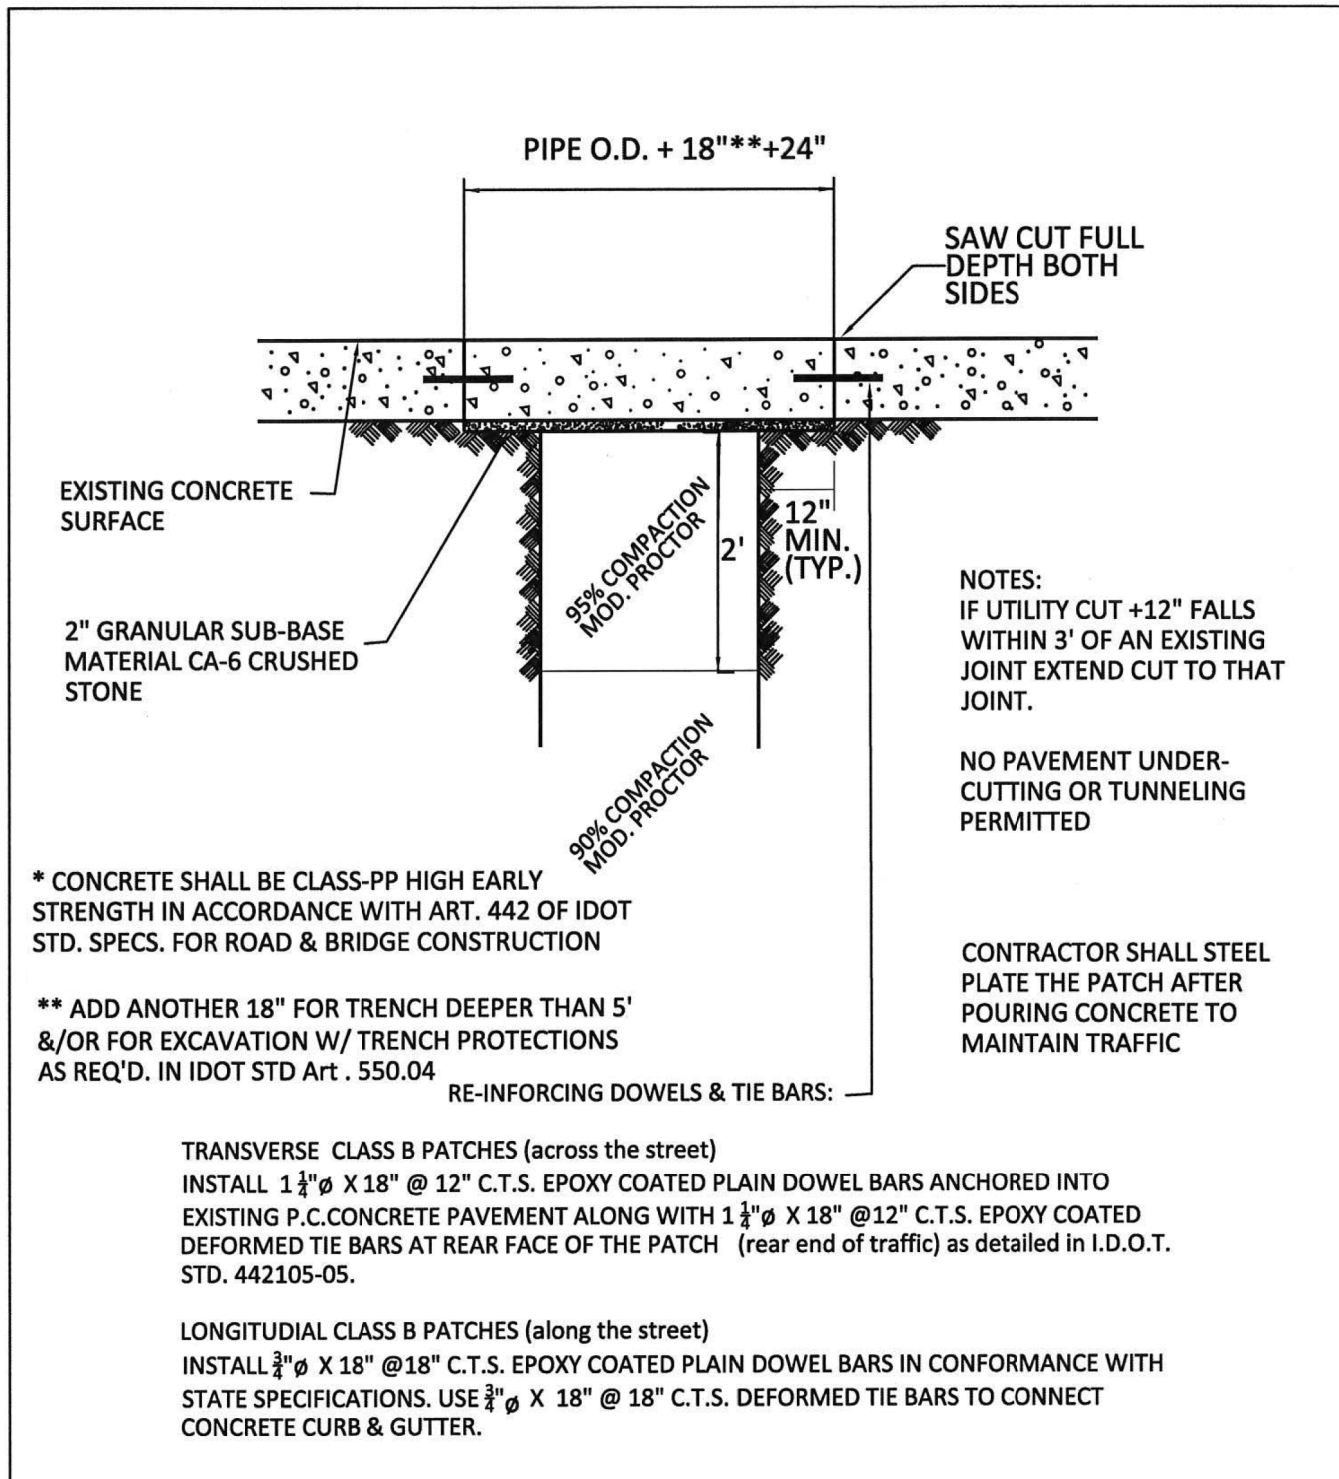 PIPE O.D. + 18"**+24"
SAW CUT FULL
DEPTH BOTH
SIDES
EXISTING CONCRETE
SURFACE
95% COMPACTION
MOD. PROCTOR
2'
12"
MIN.
(TYP.)
2" GRANULAR SUB-BASE
MATERIAL CA-6 CRUSHED
STONE
NOTES:
IF UTILITY CUT +12" FALLS
WITHIN 3' OF AN EXISTING
JOINT EXTEND CUT TO THAT
JOINT.
NO PAVEMENT UNDER-
CUTTING OR TUNNELING
PERMITTED
90% COMPACTION
MOD. PROCTOR
* CONCRETE SHALL BE CLASS-PP HIGH EARLY
STRENGTH IN ACCORDANCE WITH ART. 442 OF IDOT
STD. SPECS. FOR ROAD & BRIDGE CONSTRUCTION
CONTRACTOR SHALL STEEL
PLATE THE PATCH AFTER
POURING CONCRETE TO
MAINTAIN TRAFFIC
** ADD ANOTHER 18" FOR TRENCH DEEPER THAN 5'
&/OR FOR EXCAVATION W/ TRENCH PROTECTIONS
AS REQ'D. IN IDOT STD Art . 550.04
RE-INFORCING DOWELS & TIE BARS:
TRANSVERSE CLASS B PATCHES (across the street)
INSTALL 1 1/4"ø X 18" @ 12" C.T.S. EPOXY COATED PLAIN DOWEL BARS ANCHORED INTO
EXISTING P.C.CONCRETE PAVEMENT ALONG WITH 1 1/4"ø X 18" @12" C.T.S. EPOXY COATED
DEFORMED TIE BARS AT REAR FACE OF THE PATCH (rear end of traffic) as detailed in I.D.O.T.
STD. 442105-05.
LONGITUDIAL CLASS B PATCHES (along the street)
INSTALL 3/4"ø X 18" @18" C.T.S. EPOXY COATED PLAIN DOWEL BARS IN CONFORMANCE WITH
STATE SPECIFICATIONS. USE 3/4"ø X 18" @ 18" C.T.S. DEFORMED TIE BARS TO CONNECT
CONCRETE CURB & GUTTER.